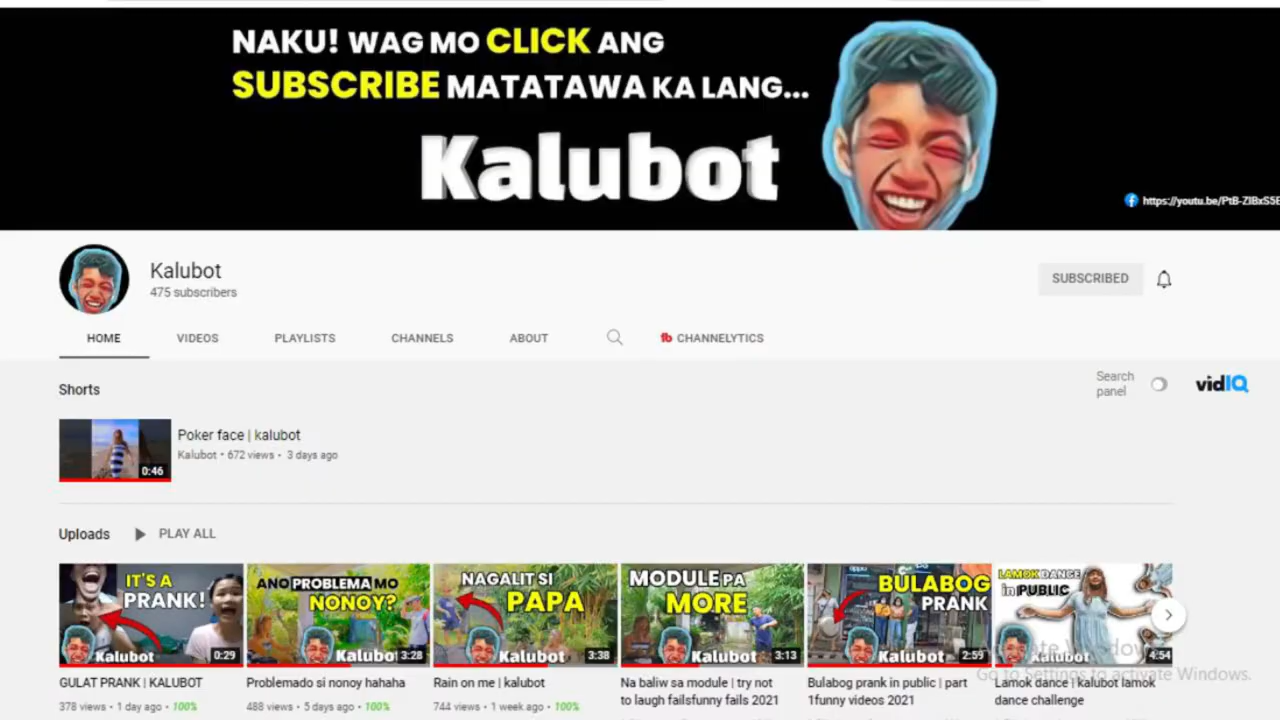 NAKU! WAG MO CLICK ANG
SUBSCRIBE MATATAWA KA LANG...
Kalubot
https://youtu.be/PtB-ZIBxS5E
Kalubot
475 subscribers
SUBSCRIBED
HOME VIDEOS PLAYLISTS CHANNELS ABOUT CHANNELYTICS
Shorts
Search
panel
vidIQ
0:46
Poker face | kalubot
Kalubot • 672 views • 3 days ago
Uploads PLAY ALL
IT'S A
PRANK!
Kalubot
0:29
ANO PROBLEMA MO
NONOY?
Kalubot
3:28
NAGALIT SI
PAPA
Kalubot
3:38
MODULE PA
MORE
Kalubot
3:13
BULABOG
PRANK
Kalubot
2:59
LAMOK DANCE
in PUBLIC
Kalubot
4:54
GULAT PRANK | KALUBOT
378 views • 1 day ago • 100%
Problemado si nonoy hahaha
488 views • 5 days ago • 100%
Rain on me | kalubot
744 views • 1 week ago • 100%
Na baliw sa module | try not
to laugh failsfunny fails 2021
Bulabog prank in public | part
1funny videos 2021
Lamok dance | kalubot lamok
dance challenge
Go to Settings to activate Windows.